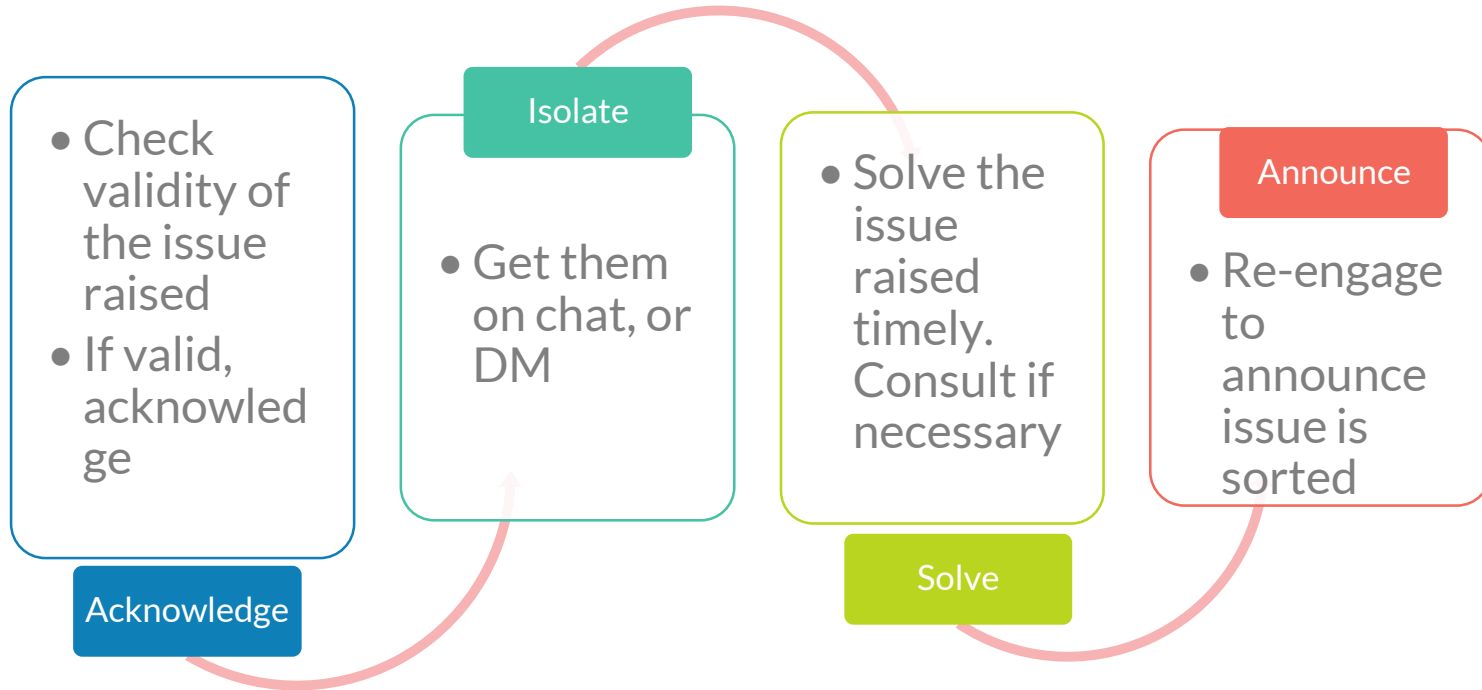 • Check
validity of
the issue
raised
• If valid,
acknowled
ge
Acknowledge
Isolate
• Get them
on chat, or
DM
• Solve the
issue
raised
timely.
Consult if
necessary
Solve
Announce
• Re-engage
to
announce
issue is
sorted